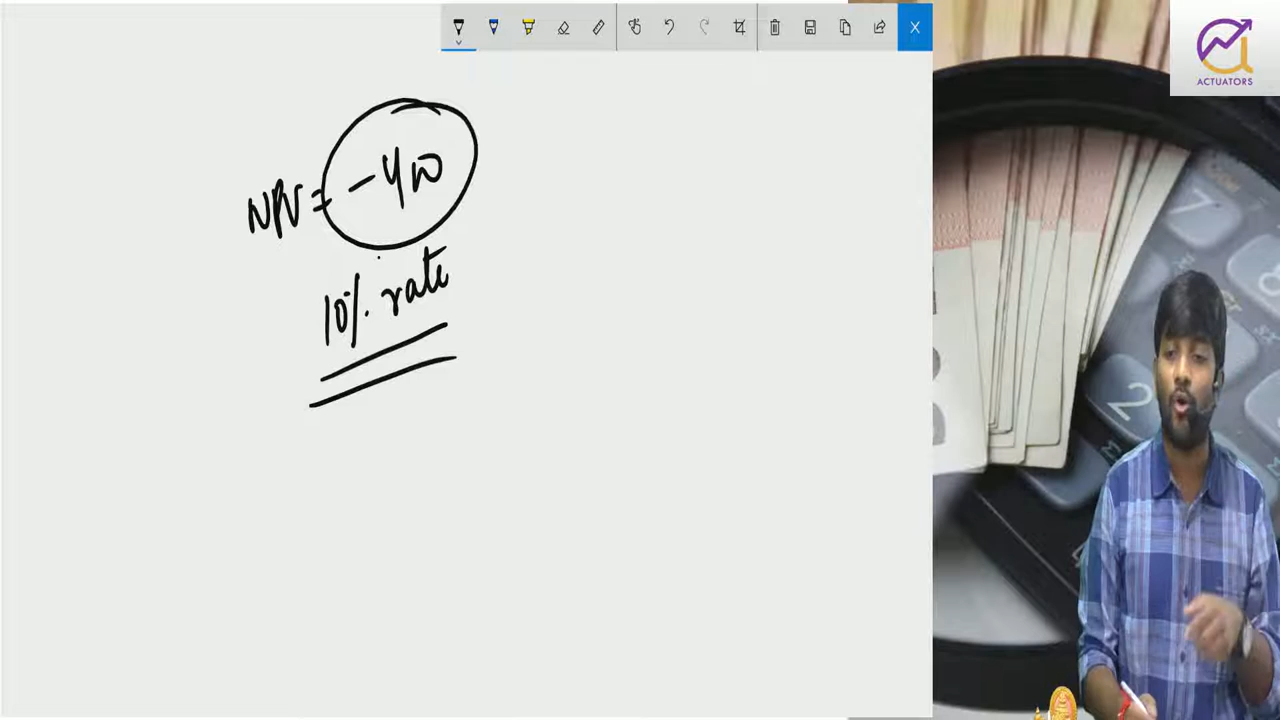 ACTUATORS
NPV = -400
10% rate